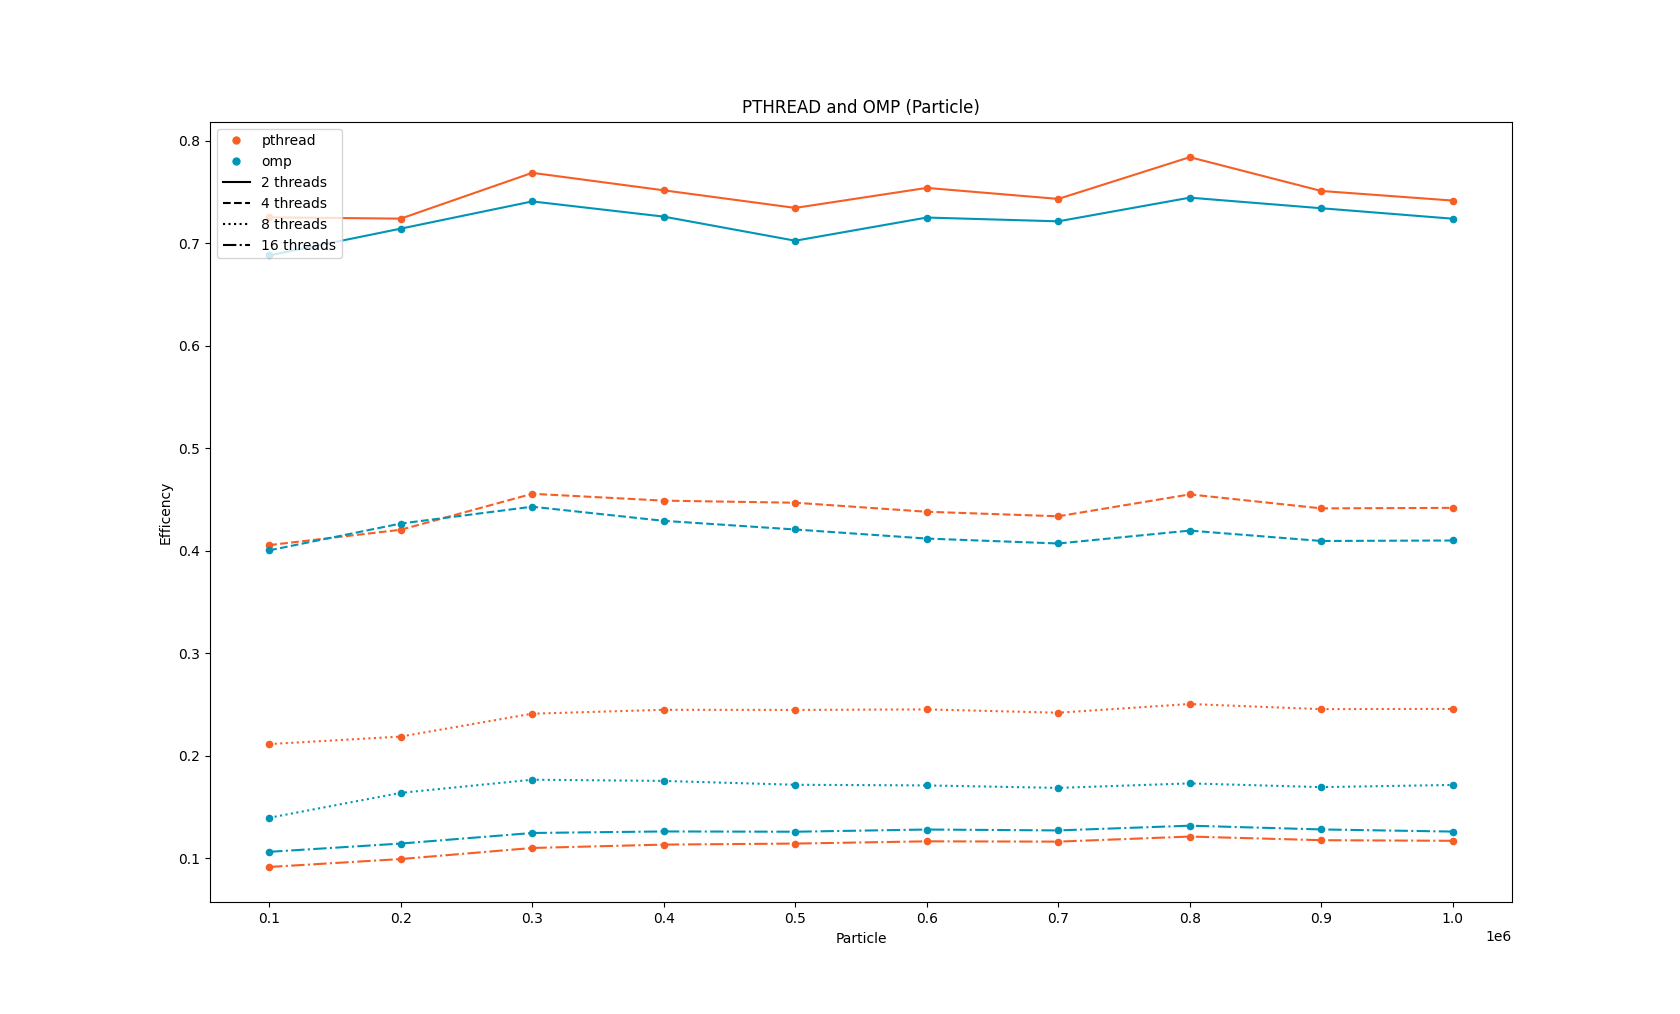 PTHREAD and OMP (Particle)
pthread
omp
2 threads
4 threads
8 threads
16 threads
Efficency
0.8
0.7
0.6
0.5
0.4
0.3
0.2
0.1
0.1 0.2 0.3 0.4 0.5 0.6 0.7 0.8 0.9 1.0
Particle
1e6